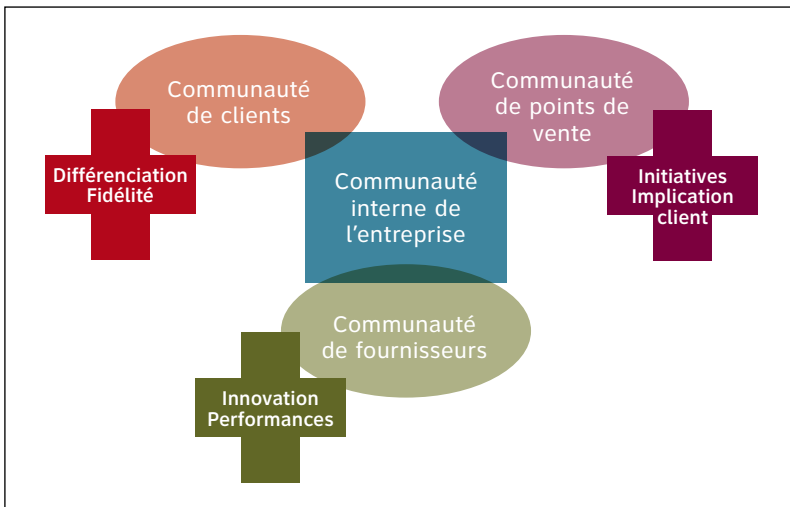 Communauté
de clients
Communauté
de points de
vente
Différenciation
Fidélité
Communauté
interne de
l’entreprise
Initiatives
Implication
client
Communauté
de fournisseurs
Innovation
Performances